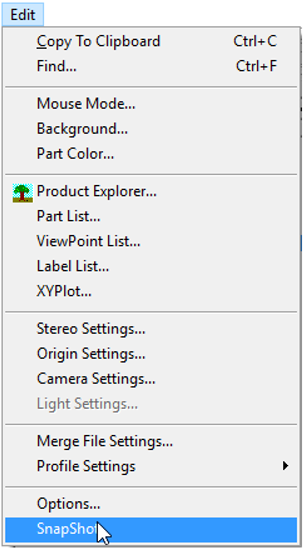 Edit
Copy To Clipboard Ctrl+C
Find... Ctrl+F
Mouse Mode...
Background...
Part Color...
Product Explorer...
Part List...
ViewPoint List...
Label List...
XYPlot...
Stereo Settings...
Origin Settings...
Camera Settings...
Light Settings...
Merge File Settings...
Profile Settings
Options...
SnapShot